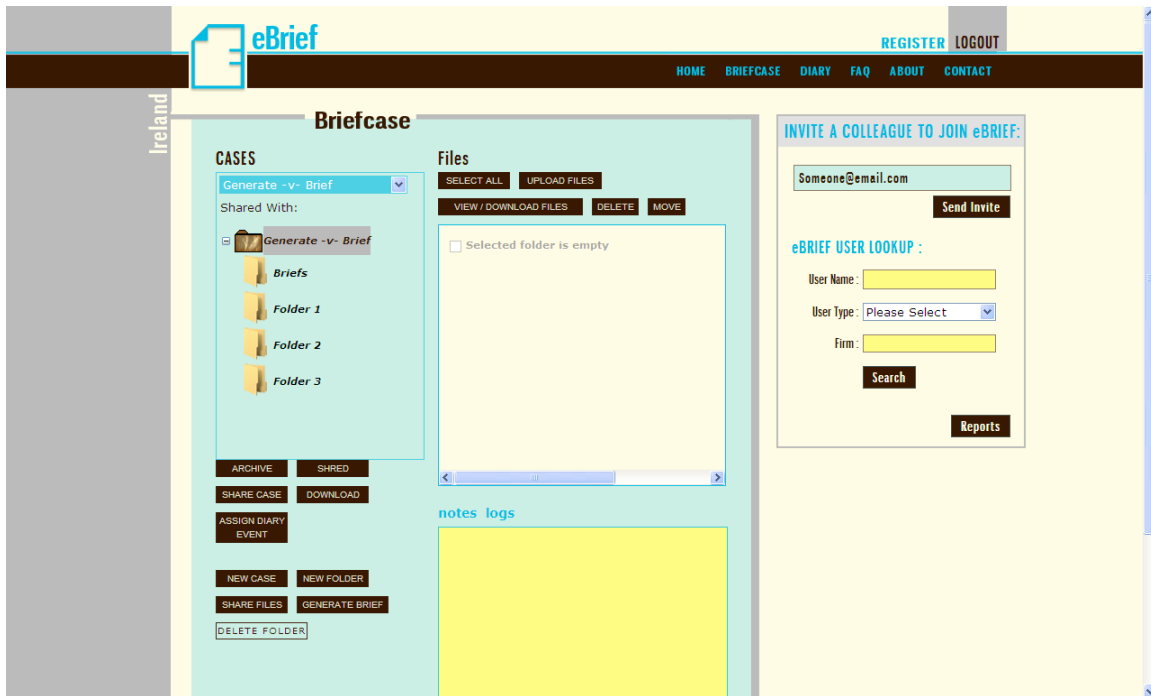 eBrief
REGISTER LOGOUT
HOME BRIEFCASE DIARY FAQ ABOUT CONTACT
Ireland
Briefcase
CASES
Generate -v- Brief
Shared With:
Generate -v- Brief
Briefs
Folder 1
Folder 2
Folder 3
ARCHIVE SHRED
SHARE CASE DOWNLOAD
ASSIGN DIARY
EVENT
NEW CASE NEW FOLDER
SHARE FILES GENERATE BRIEF
DELETE FOLDER
Files
SELECT ALL UPLOAD FILES
VIEW / DOWNLOAD FILES DELETE MOVE
Selected folder is empty
notes logs
INVITE A COLLEAGUE TO JOIN eBRIEF:
Someone@email.com
Send Invite
eBRIEF USER LOOKUP :
User Name :
User Type : Please Select
Firm :
Search
Reports